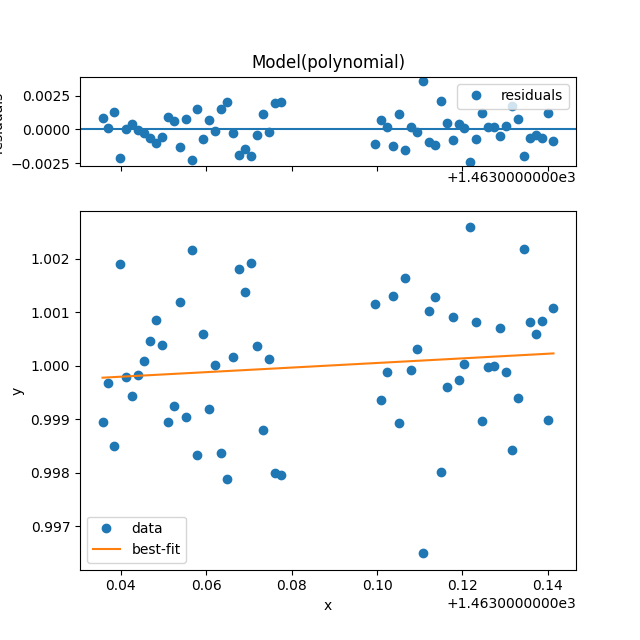 Model(polynomial)
0.0025
0.0000
−0.0025
residuals
residuals
+1.4630000000e3
1.002
1.001
1.000
0.999
0.998
0.997
y
data
best-fit
0.04 0.06 0.08 0.10 0.12 0.14
x
+1.4630000000e3